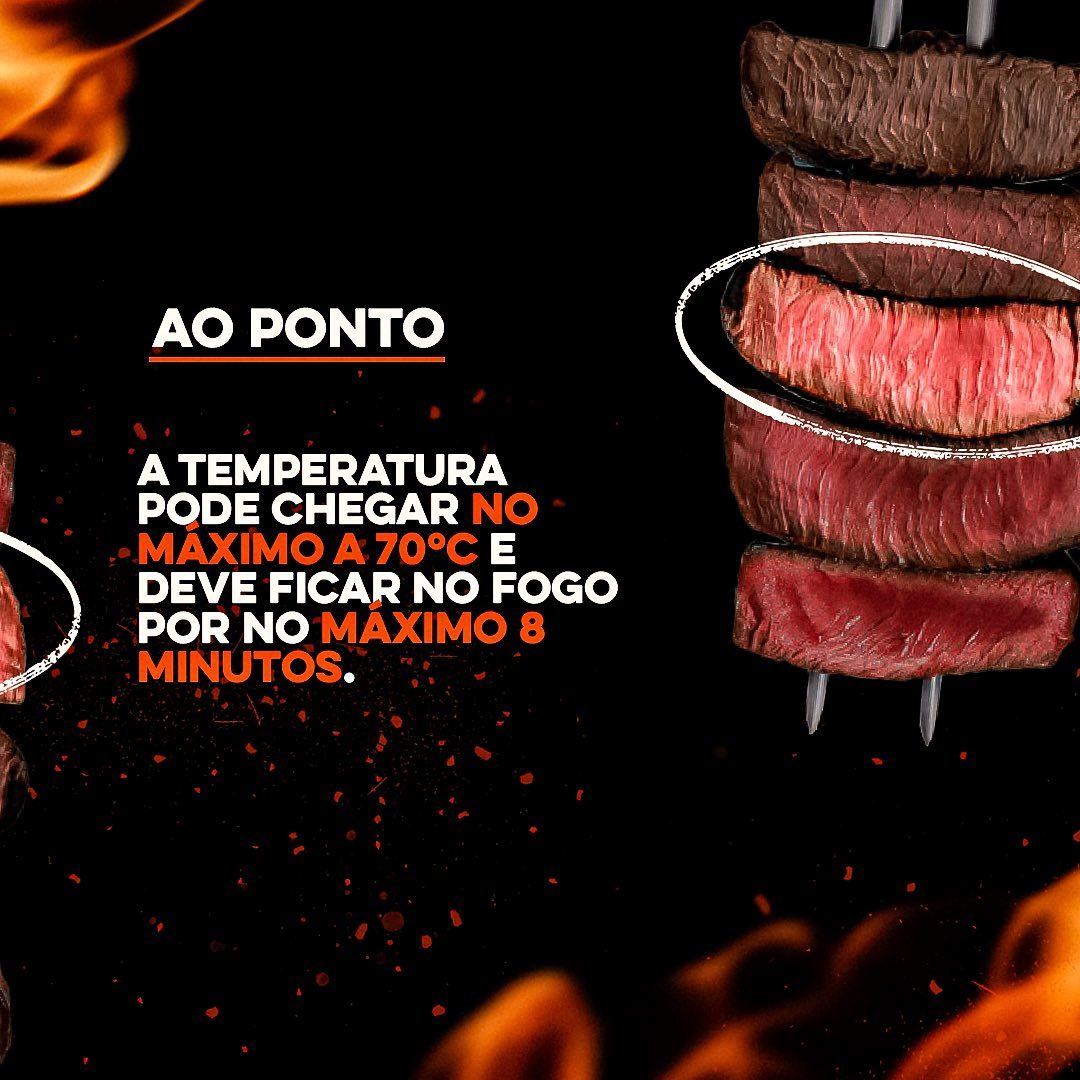 AO PONTO
A TEMPERATURA
PODE CHEGAR NO
MÁXIMO A 70°C E
DEVE FICAR NO FOGO
POR NO MÁXIMO 8
MINUTOS.